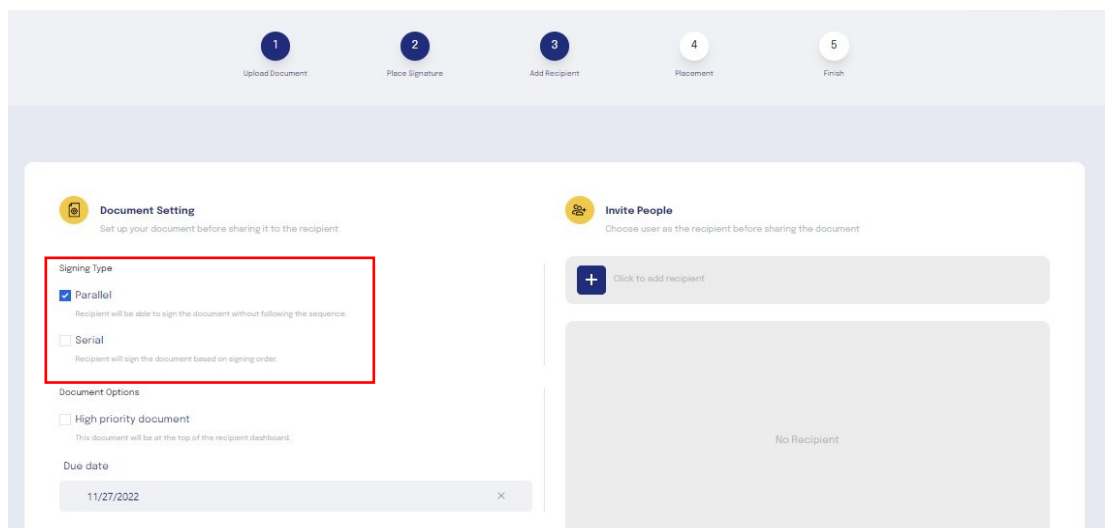 1
2
3
4
5
Upload Document
Place Signature
Add Recipient
Placement
Finish
Document Setting
Set up your document before sharing it to the recipient
Signing Type
Parallel
Recipient will be able to sign the document without following the sequence.
Serial
Recipient will sign the document based on signing order.
Document Options
High priority document
This document will be at the top of the recipient dashboard.
Due date
11/27/2022
Invite People
Choose user as the recipient before sharing the document
Click to add recipient
No Recipient